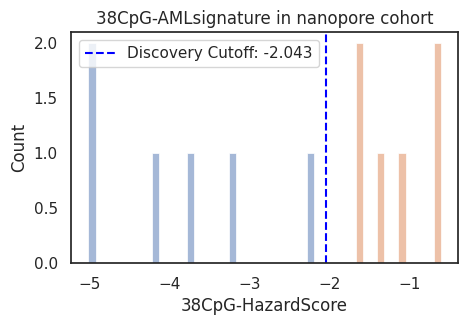 38CpG-AMLsignature in nanopore cohort
Discovery Cutoff: -2.043
Count
2.0
1.5
1.0
0.5
0.0
−5 −4 −3 −2 −1
38CpG-HazardScore